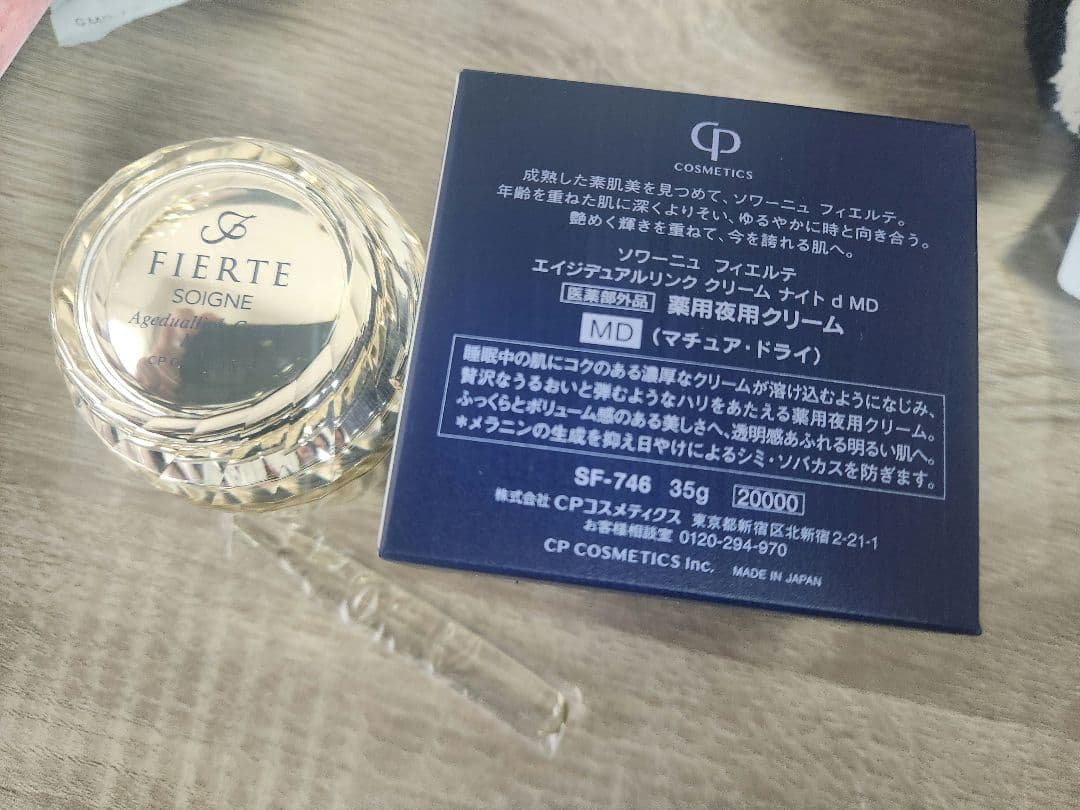 FIERTE
SOIGNE
CP
COSMETICS
成熟した素肌美を見つめて、ソワーニュ フィエルテ。
年齢を重ねた肌に深くよりそい、ゆるやかに時と向き合う。
艶めく輝きを重ねて、今を誇れる肌へ。
ソワーニュ フィエルテ
エイジデュアルリンク クリーム ナイト d MD
医薬部外品 薬用夜用クリーム
MD (マチュア・ドライ)
睡眠中の肌にコクのある濃厚なクリームが溶け込むようになじみ、
贅沢なうるおいと弾むようなハリをあたえる薬用夜用クリーム。
ふっくらとボリューム感のある美しさへ、透明感あふれる明るい肌へ。
*メラニンの生成を抑え日やけによるシミ・ソバカスを防ぎます。
SF-746 35g 20000
株式会社 CPコスメティクス 東京都新宿区北新宿2-21-1
お客様相談室 0120-294-970
CP COSMETICS Inc. MADE IN JAPAN